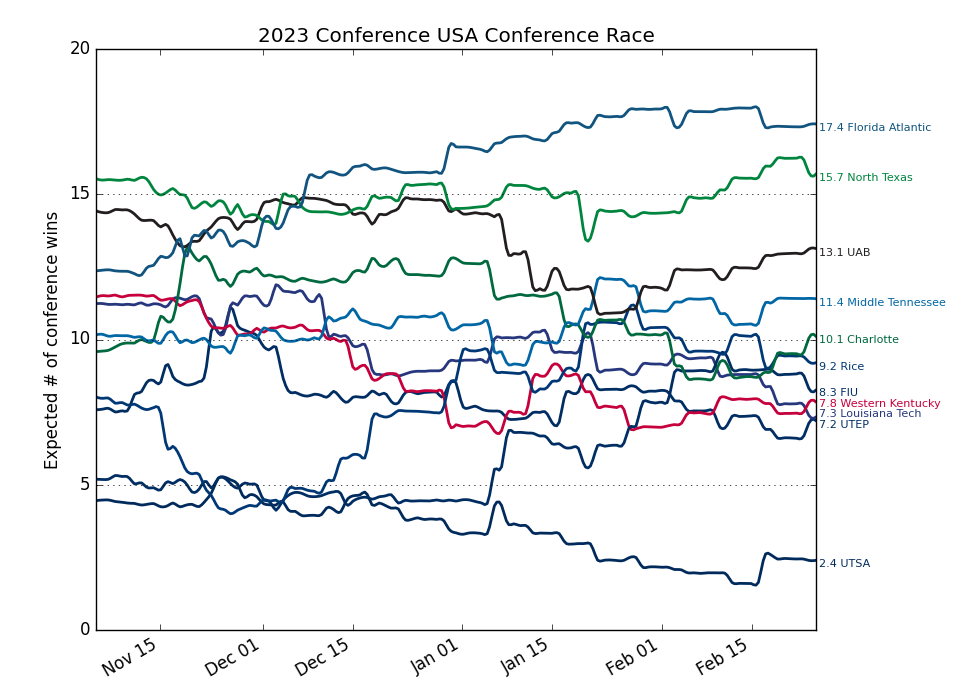 2023 Conference USA Conference Race
Expected # of conference wins
20
15
10
5
0
Nov 15
Dec 01
Dec 15
Jan 01
Jan 15
Feb 01
Feb 15
17.4 Florida Atlantic
15.7 North Texas
13.1 UAB
11.4 Middle Tennessee
10.1 Charlotte
9.2 Rice
8.3 FIU
7.8 Western Kentucky
7.3 Louisiana Tech
7.2 UTEP
2.4 UTSA